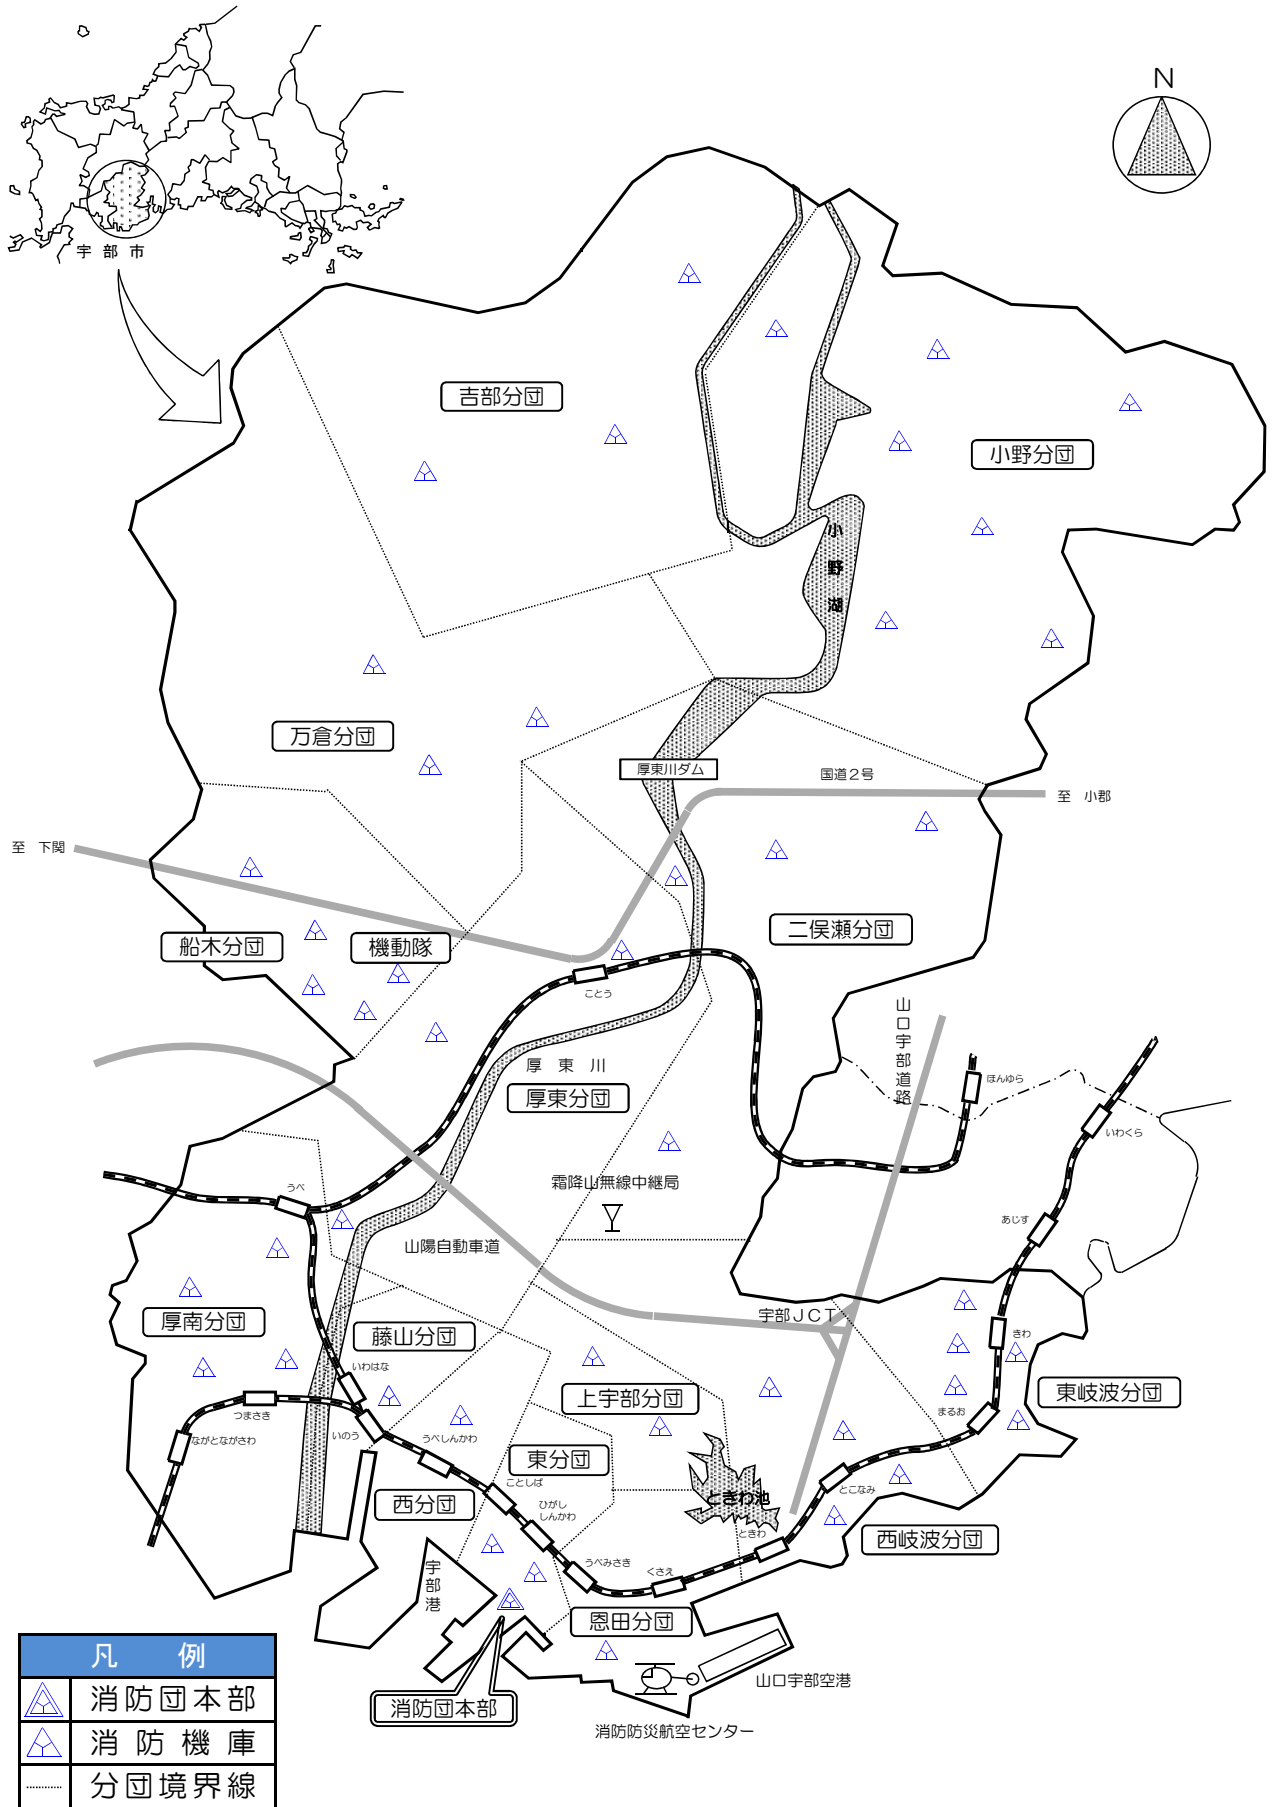 N
宇部市
吉部分団
小野分団
小野湖
万倉分団
厚東川ダム
国道2号
至 小郡
至 下関
船木分団
機動隊
二俣瀬分団
ことう
山口宇部道路
厚東川
厚東分団
ほんゆら
いわくら
霜降山無線中継局
うべ
あじす
山陽自動車道
厚南分団
藤山分団
宇部JCT
きわ
いわはな
上宇部分団
東岐波分団
つまさき
まるお
いのう
うべしんかわ
ながとながさわ
東分団
ことしば
とこなみ
ときわ池
西分団
ひがし
しんかわ
ときわ
西岐波分団
うべみさき
くさえ
宇部港
恩田分団
山口宇部空港
消防団本部
消防防災航空センター
凡 例
消防団本部
消防機庫
分団境界線